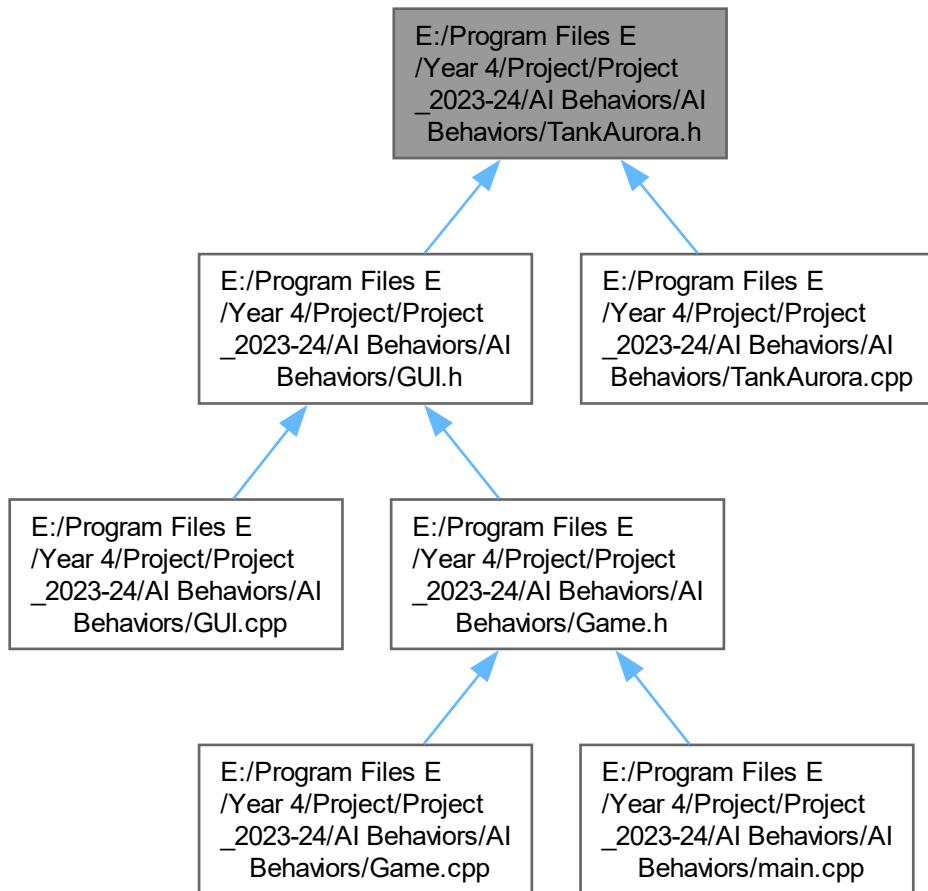 E:/Program Files E
/Year 4/Project/Project
_2023-24/AI Behaviors/AI
Behaviors/TankAurora.h
E:/Program Files E
/Year 4/Project/Project
_2023-24/AI Behaviors/AI
Behaviors/GUI.h
E:/Program Files E
/Year 4/Project/Project
_2023-24/AI Behaviors/AI
Behaviors/TankAurora.cpp
E:/Program Files E
/Year 4/Project/Project
_2023-24/AI Behaviors/AI
Behaviors/GUI.cpp
E:/Program Files E
/Year 4/Project/Project
_2023-24/AI Behaviors/AI
Behaviors/Game.h
E:/Program Files E
/Year 4/Project/Project
_2023-24/AI Behaviors/AI
Behaviors/Game.cpp
E:/Program Files E
/Year 4/Project/Project
_2023-24/AI Behaviors/AI
Behaviors/main.cpp